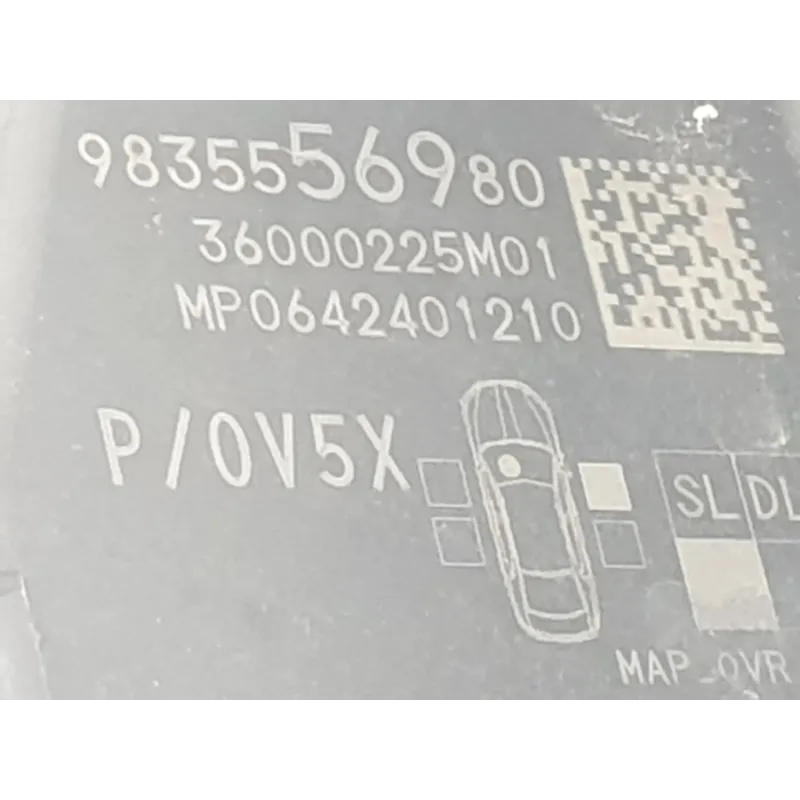 9835556980
36000225M01
MP0642401210
P/0V5X
SL DL
MAP_OVR